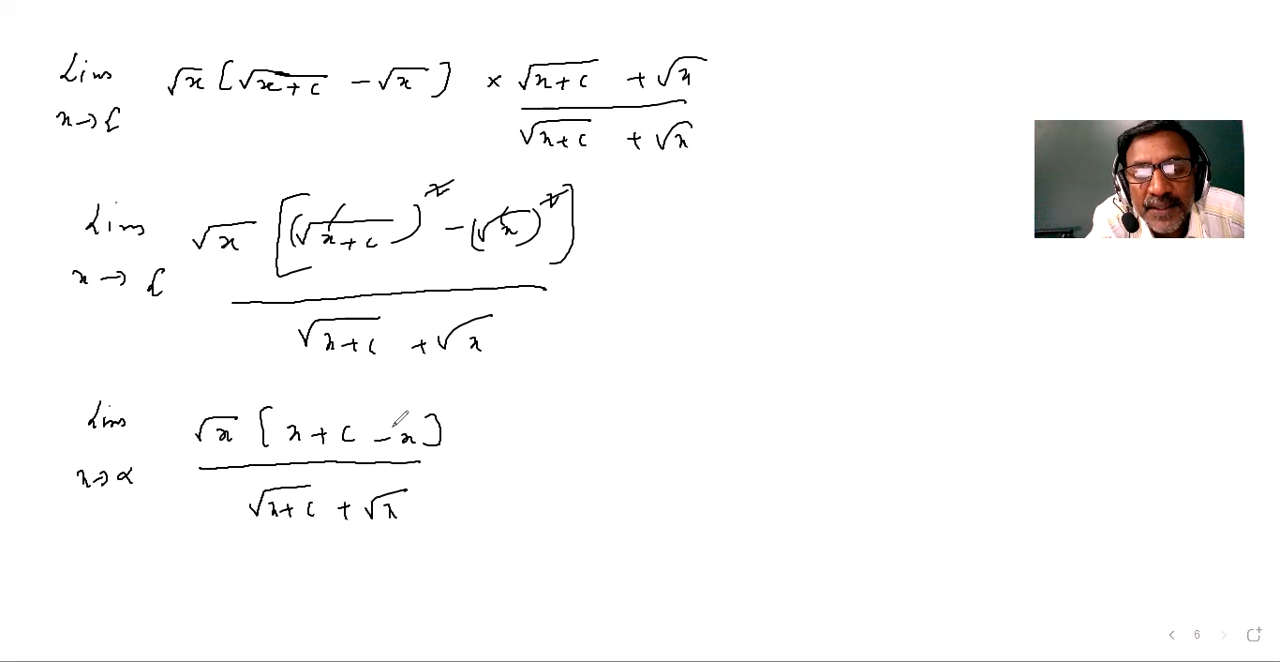 Lim √x [√x+c − √x] × √x+c + √x
x→{ √x+c + √x
Lim √x [(√x+c)² − (√x)²]
x → { √x+c + √x
Lim √x [x+c − x]
x→α √x+c + √x
6